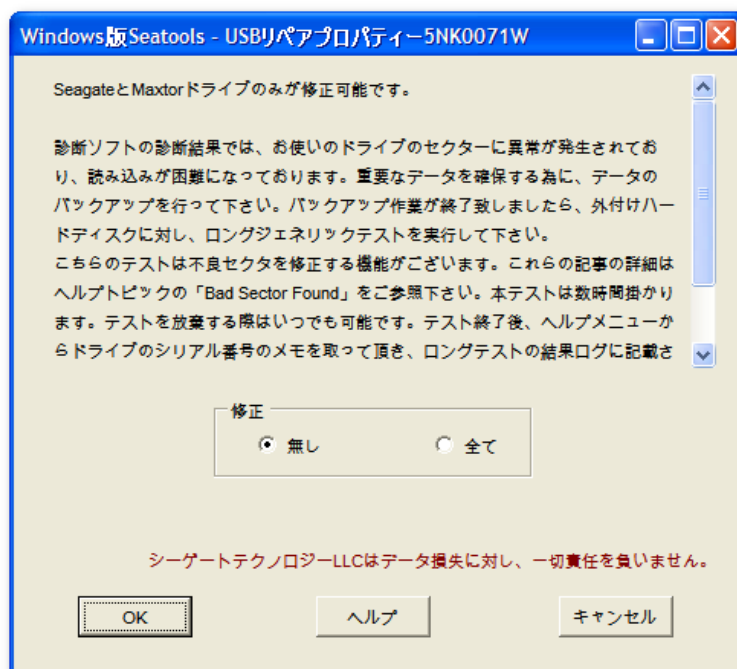 Windows版Seatools - USBリペアプロパティー5NK0071W
SeagateとMaxtorドライブのみが修正可能です。
診断ソフトの診断結果では、お使いのドライブのセクターに異常が発生されてお
り、読み込みが困難になっております。重要なデータを確保する為に、データの
バックアップを行って下さい。バックアップ作業が終了致しましたら、外付けハー
ドディスクに対し、ロングジェネリックテストを実行して下さい。
こちらのテストは不良セクタを修正する機能がございます。これらの記事の詳細は
ヘルプトピックの「Bad Sector Found」をご参照下さい。本テストは数時間掛かり
ます。テストを放棄する際はいつでも可能です。テスト終了後、ヘルプメニューか
らドライブのシリアル番号のメモを取って頂き、ロングテストの結果ログに記載さ
修正
無し 全て
シーゲートテクノロジーLLCはデータ損失に対し、一切責任を負いません。
OK ヘルプ キャンセル